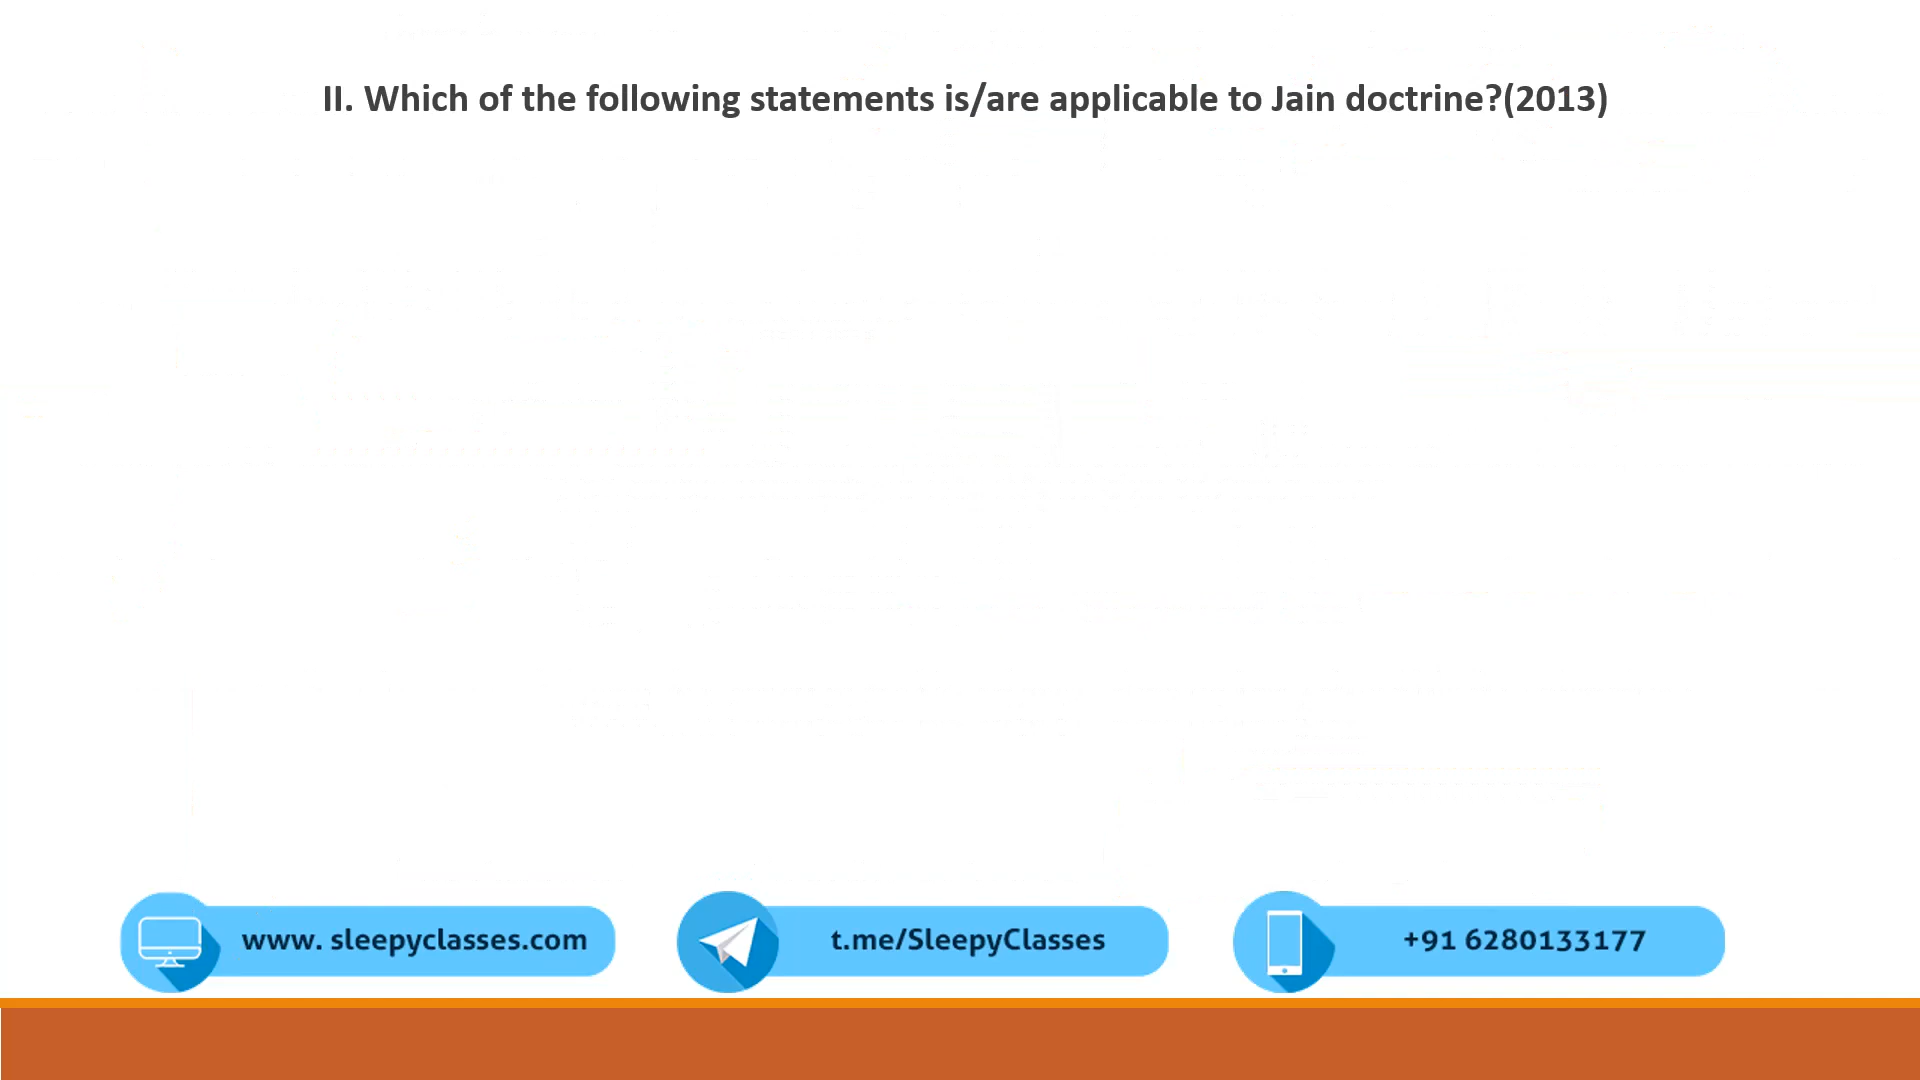 II. Which of the following statements is/are applicable to Jain doctrine?(2013)
www. sleepyclasses.com
t.me/SleepyClasses
+91 6280133177